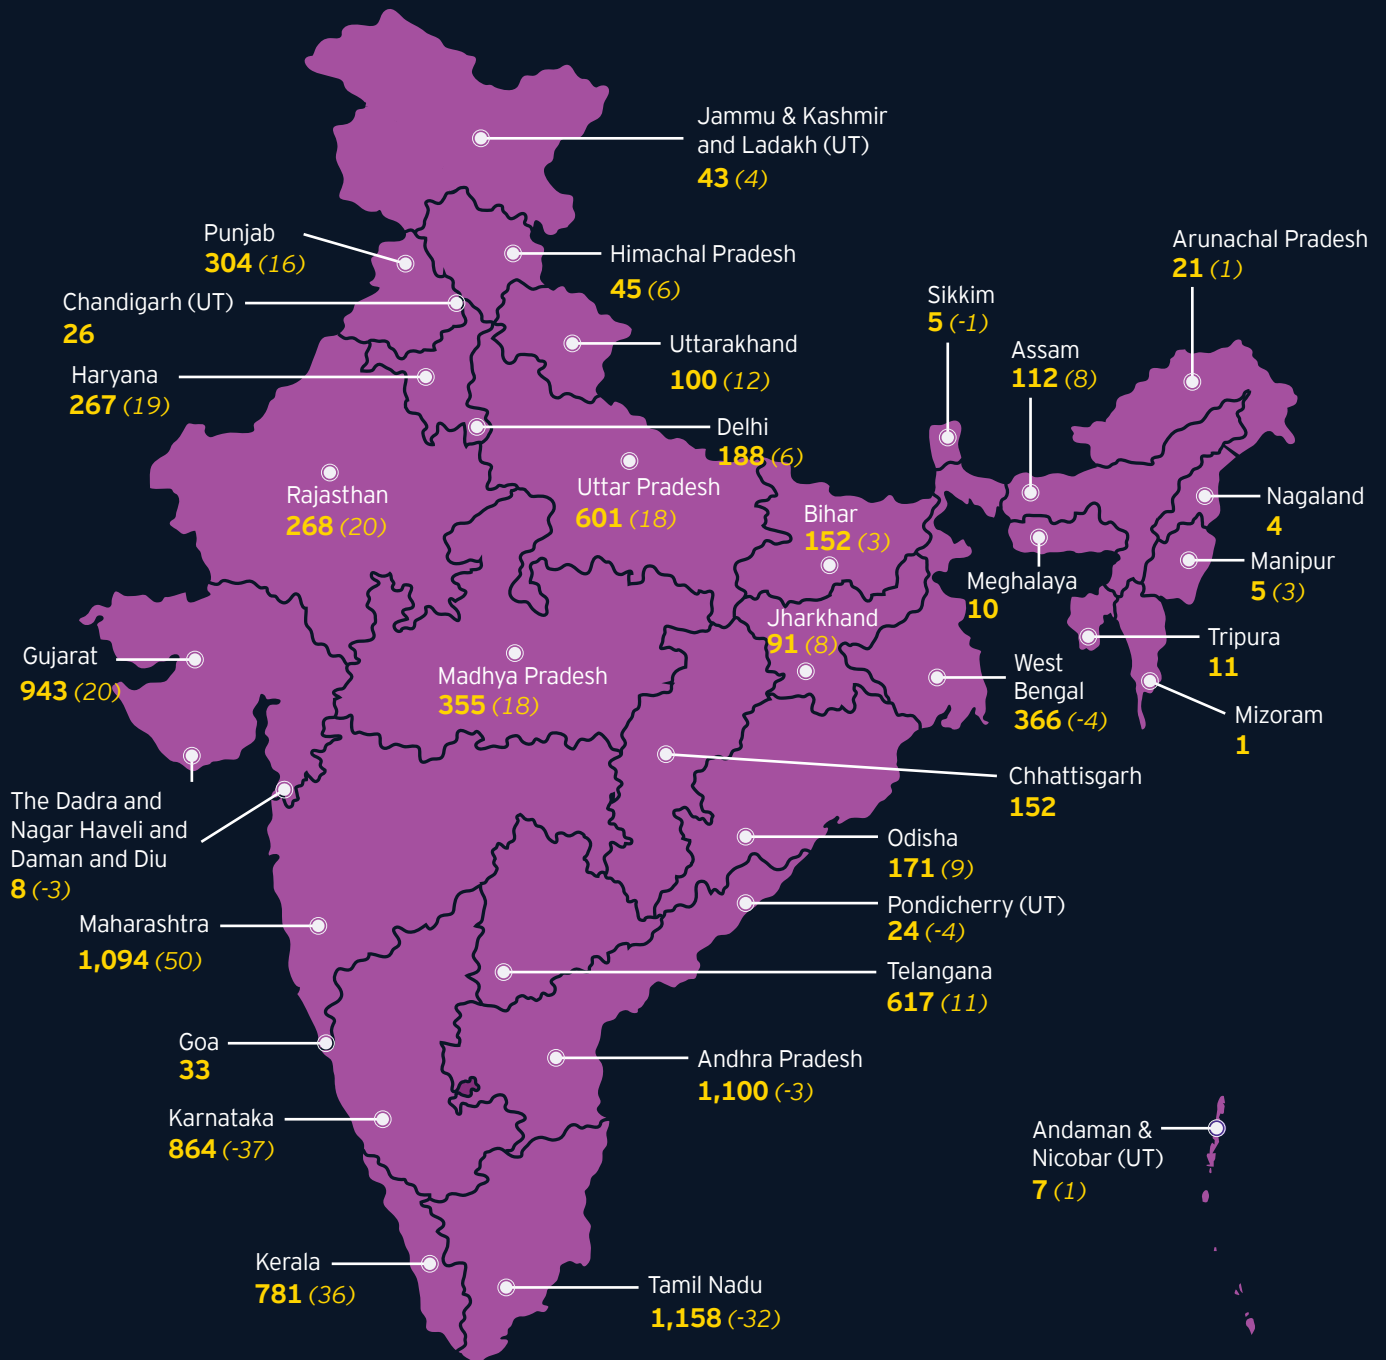 Jammu & Kashmir
and Ladakh (UT)
43 (4)
Punjab
304 (16)
Himachal Pradesh
45 (6)
Arunachal Pradesh
21 (1)
Chandigarh (UT)
26
Sikkim
5 (-1)
Uttarakhand
100 (12)
Assam
112 (8)
Haryana
267 (19)
Delhi
188 (6)
Rajasthan
268 (20)
Uttar Pradesh
601 (18)
Bihar
152 (3)
Nagaland
4
Manipur
5 (3)
Meghalaya
10
Jharkhand
91 (8)
Tripura
11
Gujarat
943 (20)
Madhya Pradesh
355 (18)
West
Bengal
366 (-4)
Mizoram
1
Chhattisgarh
152
The Dadra and
Nagar Haveli and
Daman and Diu
8 (-3)
Odisha
171 (9)
Pondicherry (UT)
24 (-4)
Maharashtra
1,094 (50)
Telangana
617 (11)
Goa
33
Andhra Pradesh
1,100 (-3)
Karnataka
864 (-37)
Andaman &
Nicobar (UT)
7 (1)
Kerala
781 (36)
Tamil Nadu
1,158 (-32)